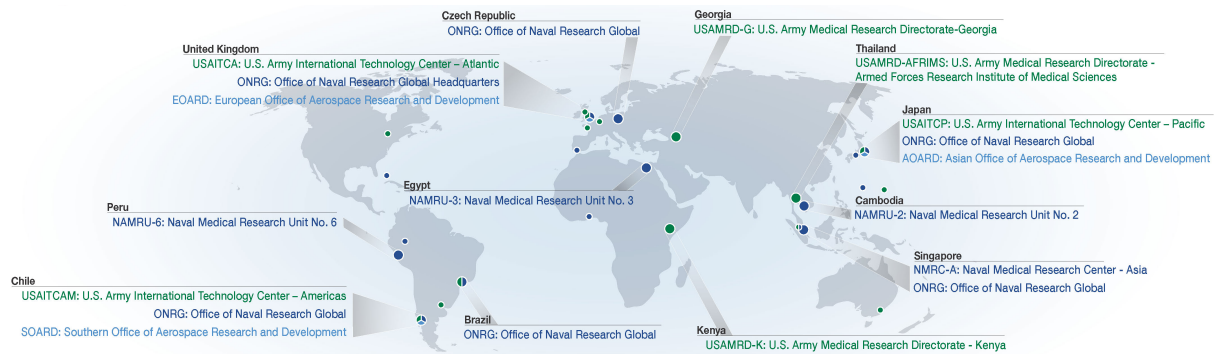 Czech Republic
ONRG: Office of Naval Research Global
Georgia
USAMRD-G: U.S. Army Medical Research Directorate-Georgia
United Kingdom
USAITCA: U.S. Army International Technology Center – Atlantic
ONRG: Office of Naval Research Global Headquarters
EOARD: European Office of Aerospace Research and Development
Thailand
USAMRD-AFRIMS: U.S. Army Medical Research Directorate -
Armed Forces Research Institute of Medical Sciences
Japan
USAITCP: U.S. Army International Technology Center – Pacific
ONRG: Office of Naval Research Global
AOARD: Asian Office of Aerospace Research and Development
Egypt
NAMRU-3: Naval Medical Research Unit No. 3
Cambodia
NAMRU-2: Naval Medical Research Unit No. 2
Peru
NAMRU-6: Naval Medical Research Unit No. 6
Singapore
NMRC-A: Naval Medical Research Center - Asia
ONRG: Office of Naval Research Global
Chile
USAITCAM: U.S. Army International Technology Center – Americas
ONRG: Office of Naval Research Global
SOARD: Southern Office of Aerospace Research and Development
Brazil
ONRG: Office of Naval Research Global
Kenya
USAMRD-K: U.S. Army Medical Research Directorate - Kenya